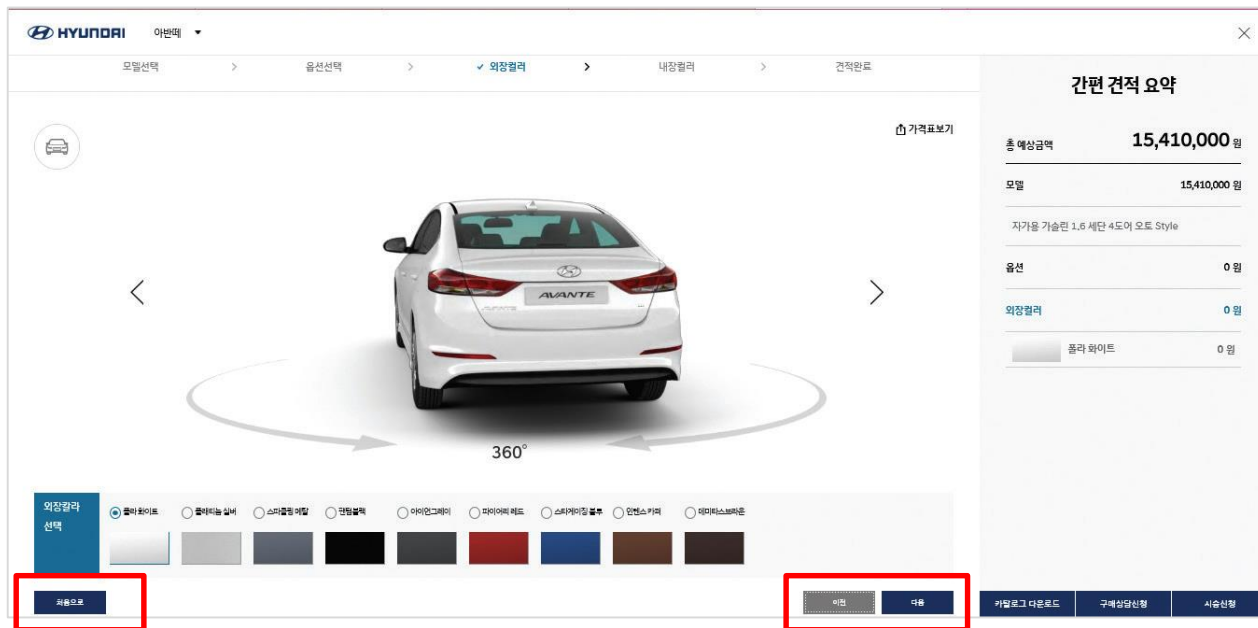 HYUNDAI 아반떼
모델선택 > 옵션선택 > ✓ 외장컬러 > 내장컬러 > 견적완료
가격표보기
AVANTE
360°
외장칼라
선택
폴라화이트 플래티늄 실버 스파클링 메탈 팬텀블랙 아이언그레이 파이어리 레드 스타게이징 블루 인텐스 카퍼 데미타스브라운
처음으로 이전 다음
간편 견적 요약
총 예상금액 15,410,000 원
모델 15,410,000 원
자가용 가솔린 1.6 세단 4도어 오토 Style
옵션 0 원
외장컬러 0 원
폴라 화이트 0 원
카탈로그 다운로드 구매상담신청 시승신청